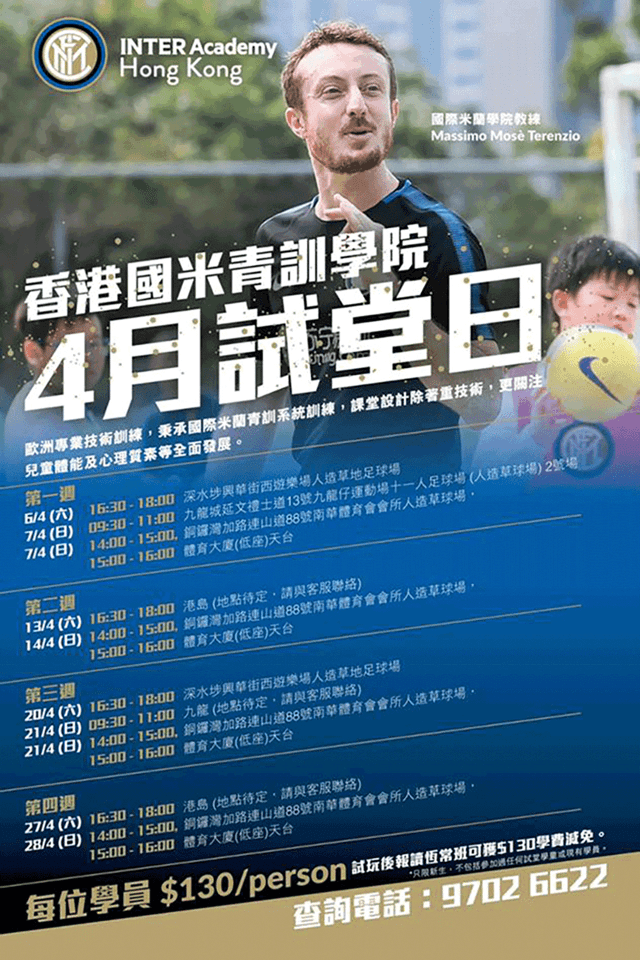 INTER Academy
Hong Kong
國際米蘭學院教練
Massimo Mosè Terenzio
香港國米青訓學院
4月試堂日
歐洲專業技術訓練，秉承國際米蘭青訓系統訓練，課堂設計除著重技術，更關注
兒童體能及心理質素等全面發展。
第一週
6/4 (六) 16:30 - 18:00 深水埗興華街西遊樂場人造草地足球場
7/4 (日) 09:30 - 11:00 九龍城延文禮士道13號九龍仔運動場十一人足球場 (人造草球場) 2號場
7/4 (日) 14:00 - 15:00, 銅鑼灣加路連山道88號南華體育會會所人造草球場，
15:00 - 16:00 體育大廈(低座)天台
第二週
13/4 (六) 16:30 - 18:00 港島 (地點待定，請與客服聯絡)
14/4 (日) 14:00 - 15:00, 銅鑼灣加路連山道88號南華體育會會所人造草球場，
15:00 - 16:00 體育大廈(低座)天台
第三週
20/4 (六) 16:30 - 18:00 深水埗興華街西遊樂場人造草地足球場
21/4 (日) 09:30 - 11:00 九龍 (地點待定，請與客服聯絡)
21/4 (日) 14:00 - 15:00, 銅鑼灣加路連山道88號南華體育會會所人造草球場，
15:00 - 16:00 體育大廈(低座)天台
第四週
27/4 (六) 16:30 - 18:00 港島 (地點待定，請與客服聯絡)
28/4 (日) 14:00 - 15:00, 銅鑼灣加路連山道88號南華體育會會所人造草球場，
15:00 - 16:00 體育大廈(低座)天台
每位學員 $130/person 試玩後報讀恆常班可獲$130學費減免。
*只限新生，不包括參加過任何試堂學童或現有學員。
查詢電話：9702 6622